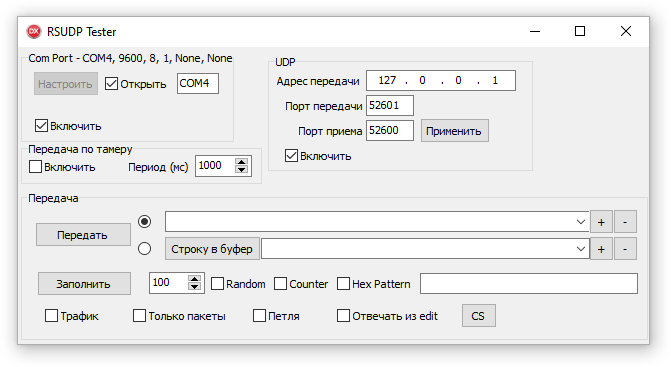 DX RSUDP Tester
Com Port - COM4, 9600, 8, 1, None, None
Настроить Открыть COM4
Включить
UDP
Адрес передачи 127 . 0 . 0 . 1
Порт передачи 52601
Порт приема 52600 Применить
Включить
Передача по тамеру
Включить Период (мс) 1000
Передача
Передать + -
Строку в буфер + -
Заполнить 100 Random Counter Hex Pattern
Трафик Только пакеты Петля Отвечать из edit CS